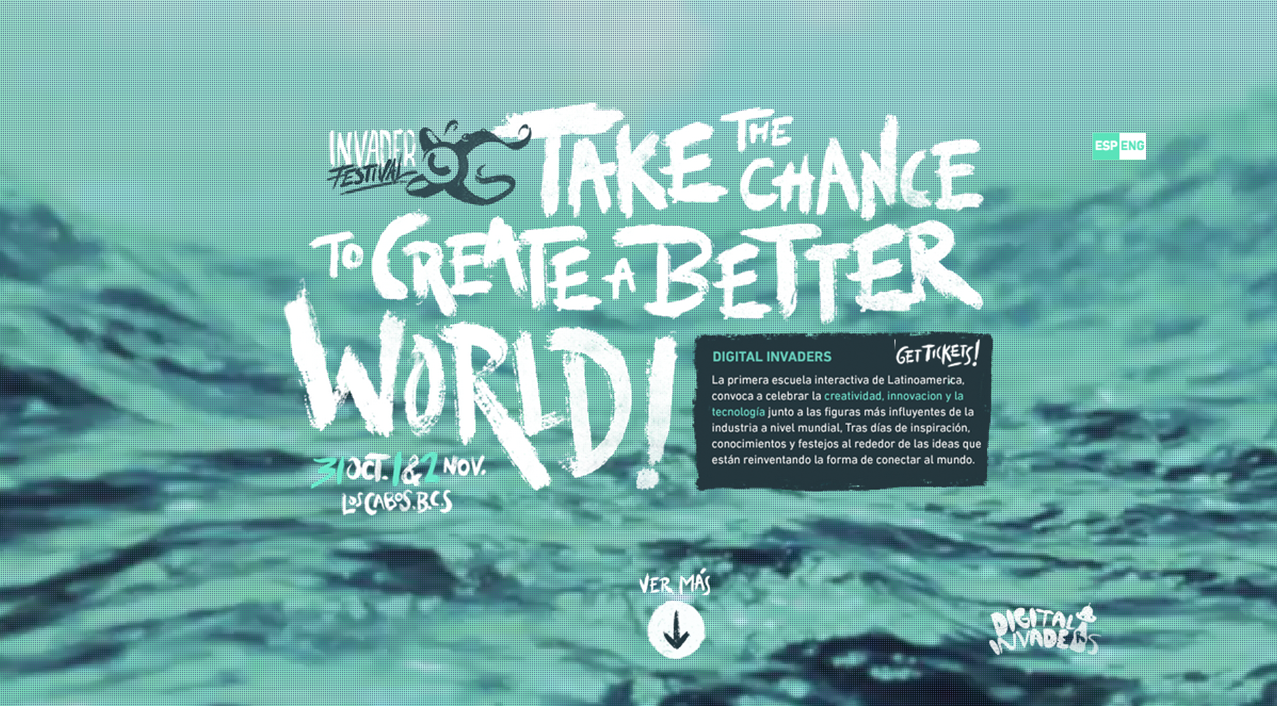 INVADER
FESTIVAL
TAKE THE CHANCE
TO CREATE A BETTER
WORLD!
DIGITAL INVADERS
GET TICKETS!
La primera escuela interactiva de Latinoamerica,
convoca a celebrar la creatividad, innovacion y la
tecnología junto a las figuras más influyentes de la
industria a nivel mundial, Tras días de inspiración,
conocimientos y festejos al rededor de las ideas que
están reinventando la forma de conectar al mundo.
31 OCT. 1 & 2 NOV.
LOS CABOS. B.C.S
ESP ENG
VER MÁS
DIGITAL
INVADERS